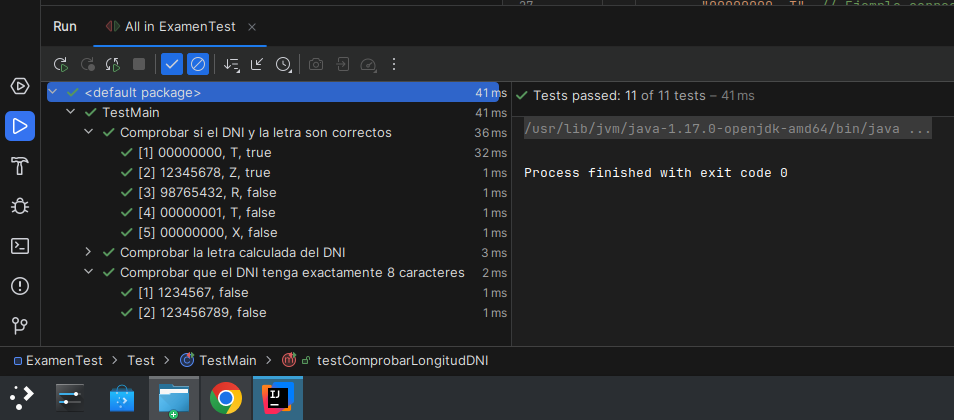 37 "00000000, T", // Ejemplo
Run All in ExamenTest
<default package> 41 ms
TestMain 41 ms
Comprobar si el DNI y la letra son correctos 36 ms
[1] 00000000, T, true 32 ms
[2] 12345678, Z, true 1 ms
[3] 98765432, R, false 1 ms
[4] 00000001, T, false 1 ms
[5] 00000000, X, false 1 ms
Comprobar la letra calculada del DNI 3 ms
Comprobar que el DNI tenga exactamente 8 caracteres 2 ms
[1] 1234567, false 1 ms
[2] 123456789, false 1 ms
Tests passed: 11 of 11 tests – 41 ms
/usr/lib/jvm/java-1.17.0-openjdk-amd64/bin/java ...
Process finished with exit code 0
ExamenTest > Test > TestMain > testComprobarLongitudDNI
IJ